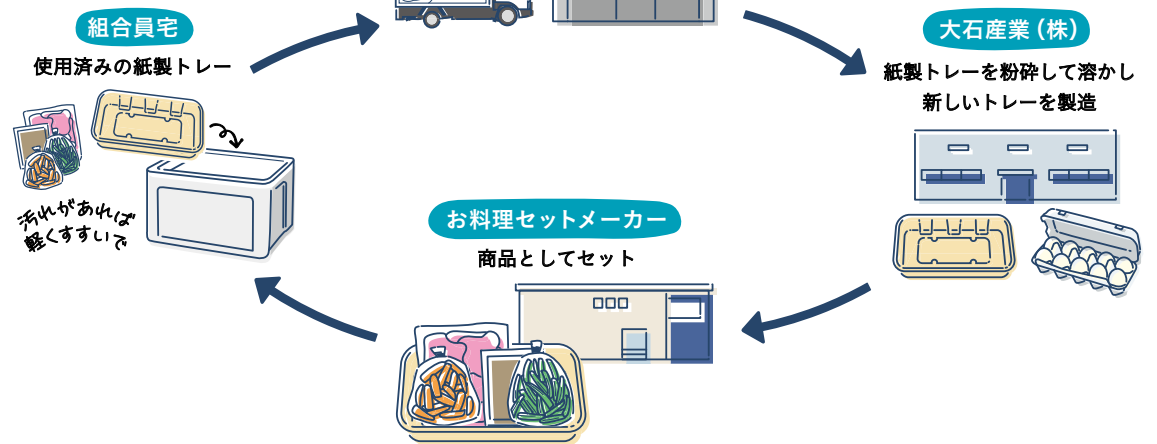 組合員宅
使用済みの紙製トレー
汚れがあれば
軽くすすいで
大石産業(株)
紙製トレーを粉砕して溶かし
新しいトレーを製造
お料理セットメーカー
商品としてセット